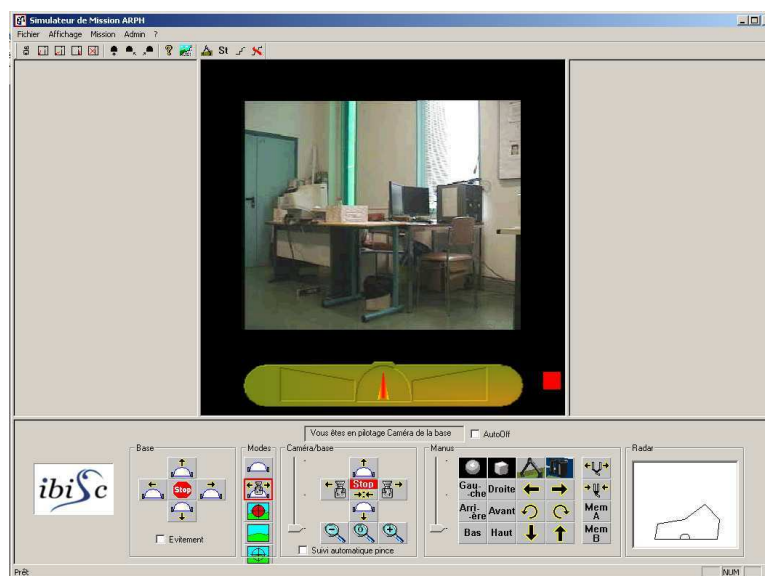 Simulateur de Mission ARPH
Fichier Affichage Mission Admin ?
St
Vous êtes en pilotage Caméra de la base
AutoOff
Base
Modes
Caméra/base
Manus
Radar
ibiSc
Stop
Stop
Gau-
-che
Droite
Mem
A
Arri-
-ère
Avant
Bas
Haut
Mem
B
Evitement
Suivi automatique pince
Prêt
NUM